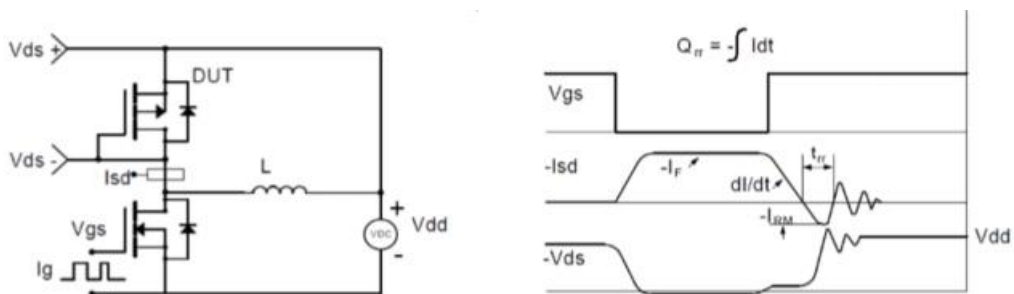 Vds +
DUT
Vds -
Isd
L
Vgs
Ig
+
VDC
-
Vdd
Qrr = -∫ Idt
Vgs
-Isd
-IF
dI/dt
trr
-IRM
Vdd
-Vds